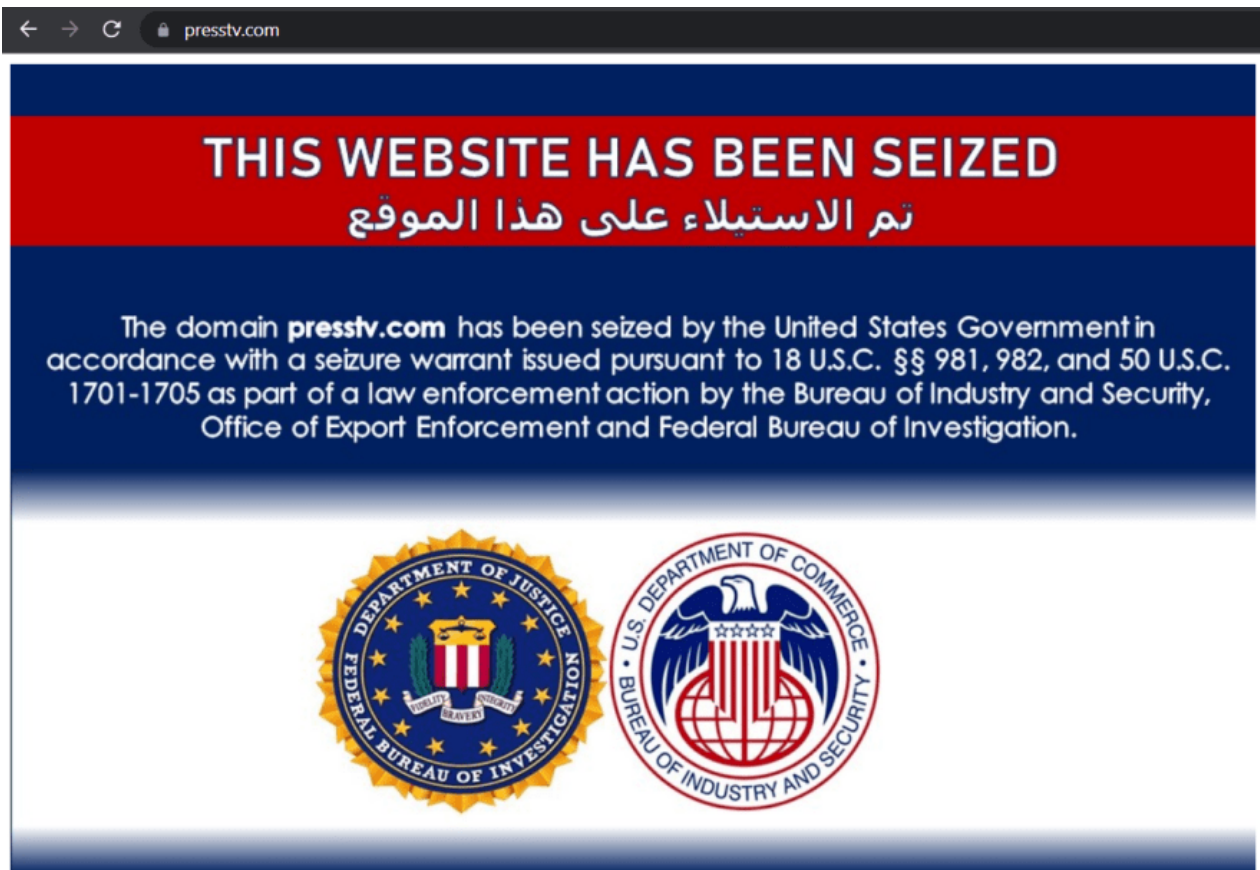 presstv.com
THIS WEBSITE HAS BEEN SEIZED
تم الاستيلاء على هذا الموقع
The domain presstv.com has been seized by the United States Government in
accordance with a seizure warrant issued pursuant to 18 U.S.C. §§ 981, 982, and 50 U.S.C.
1701-1705 as part of a law enforcement action by the Bureau of Industry and Security,
Office of Export Enforcement and Federal Bureau of Investigation.
DEPARTMENT OF JUSTICE
FEDERAL BUREAU OF INVESTIGATION
FIDELITY BRAVERY INTEGRITY
U.S. DEPARTMENT OF COMMERCE
BUREAU OF INDUSTRY AND SECURITY